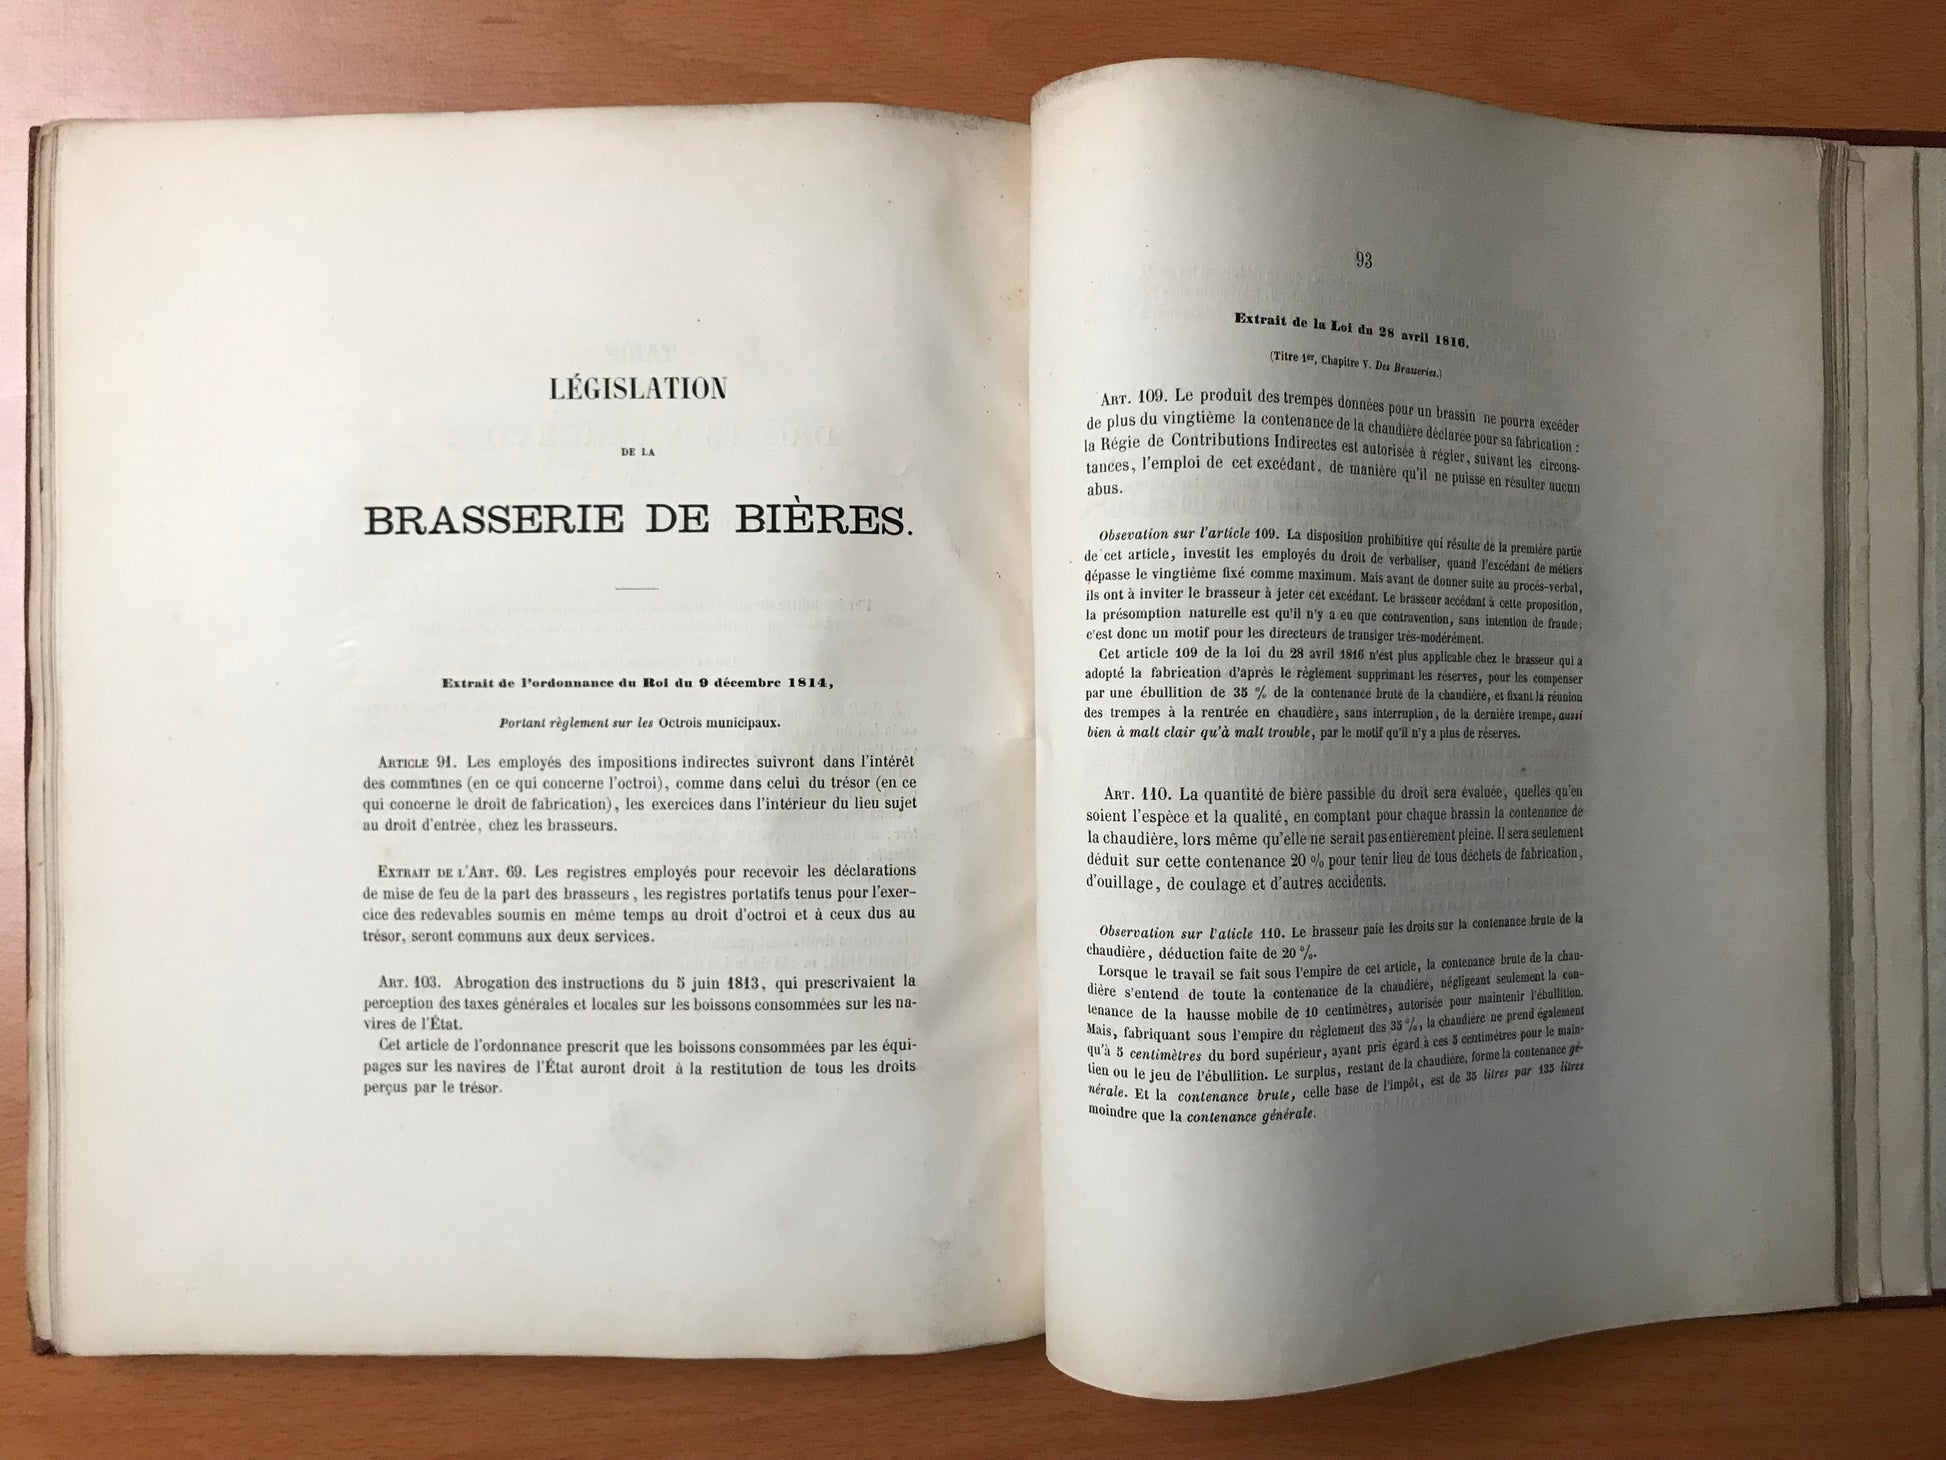 LÉGISLATION
DE LA
BRASSERIE DE BIÈRES.
Extrait de l'ordonnance du Roi du 9 décembre 1814,
Portant règlement sur les Octrois municipaux.
ARTICLE 91. Les employés des impositions indirectes suivront dans l'intérêt
des communes (en ce qui concerne l'octroi), comme dans celui du trésor (en ce
qui concerne le droit de fabrication), les exercices dans l'intérieur du lieu sujet
au droit d'entrée, chez les brasseurs.
EXTRAIT DE L'ART. 69. Les registres employés pour recevoir les déclarations
de mise de feu de la part des brasseurs, les registres portatifs tenus pour l'exer-
cice des redevables soumis en même temps au droit d'octroi et à ceux dus au
trésor, seront communs aux deux services.
ART. 103. Abrogation des instructions du 5 juin 1813, qui prescrivaient la
perception des taxes générales et locales sur les boissons consommées sur les na-
vires de l'État.
Cet article de l'ordonnance prescrit que les boissons consommées par les équi-
pages sur les navires de l'État auront droit à la restitution de tous les droits
perçus par le trésor.
93
Extrait de la Loi du 28 avril 1816.
(Titre 1er, Chapitre V. Des Brasseries.)
ART. 109. Le produit des trempes données pour un brassin ne pourra excéder
de plus du vingtième la contenance de la chaudière déclarée pour sa fabrication :
la Régie de Contributions Indirectes est autorisée à régler, suivant les circons-
tances, l'emploi de cet excédant, de manière qu'il ne puisse en résulter aucun
abus.
Obsevation sur l'article 109. La disposition prohibitive qui résulte de la première partie
de cet article, investit les employés du droit de verbaliser, quand l'excédant de métiers
dépasse le vingtième fixé comme maximum. Mais avant de donner suite au procès-verbal,
ils ont à inviter le brasseur à jeter cet excédant. Le brasseur accédant à cette proposition,
la présomption naturelle est qu'il n'y a eu que contravention, sans intention de fraude;
c'est donc un motif pour les directeurs de transiger très-modérément.
Cet article 109 de la loi du 28 avril 1816 n'est plus applicable chez le brasseur qui a
adopté la fabrication d'après le règlement supprimant les réserves, pour les compenser
par une ébullition de 35 % de la contenance brute de la chaudière, et fixant la réunion
des trempes à la rentrée en chaudière, sans interruption, de la dernière trempe, aussi
bien à malt clair qu'à malt trouble, par le motif qu'il n'y a plus de réserves.
ART. 110. La quantité de bière passible du droit sera évaluée, quelles qu'en
soient l'espèce et la qualité, en comptant pour chaque brassin la contenance de
la chaudière, lors même qu'elle ne serait pas entièrement pleine. Il sera seulement
déduit sur cette contenance 20 % pour tenir lieu de tous déchets de fabrication,
d'ouillage, de coulage et d'autres accidents.
Observation sur l'aticle 110. Le brasseur paie les droits sur la contenance brute de la
chaudière, déduction faite de 20 %.
Lorsque le travail se fait sous l'empire de cet article, la contenance brute de la chau-
dière s'entend de toute la contenance de la chaudière, négligeant seulement la con-
tenance de la hausse mobile de 10 centimètres, autorisée pour maintenir l'ébullition.
Mais, fabriquant sous l'empire du règlement des 35 %, la chaudière ne prend également
qu'à 5 centimètres du bord supérieur, ayant pris égard à ces 5 centimètres pour le main-
tien ou le jeu de l'ébullition. Le surplus, restant de la chaudière, forme la contenance gé-
nérale. Et la contenance brute, celle base de l'impôt, est de 35 litres par 135 litres
moindre que la contenance générale.